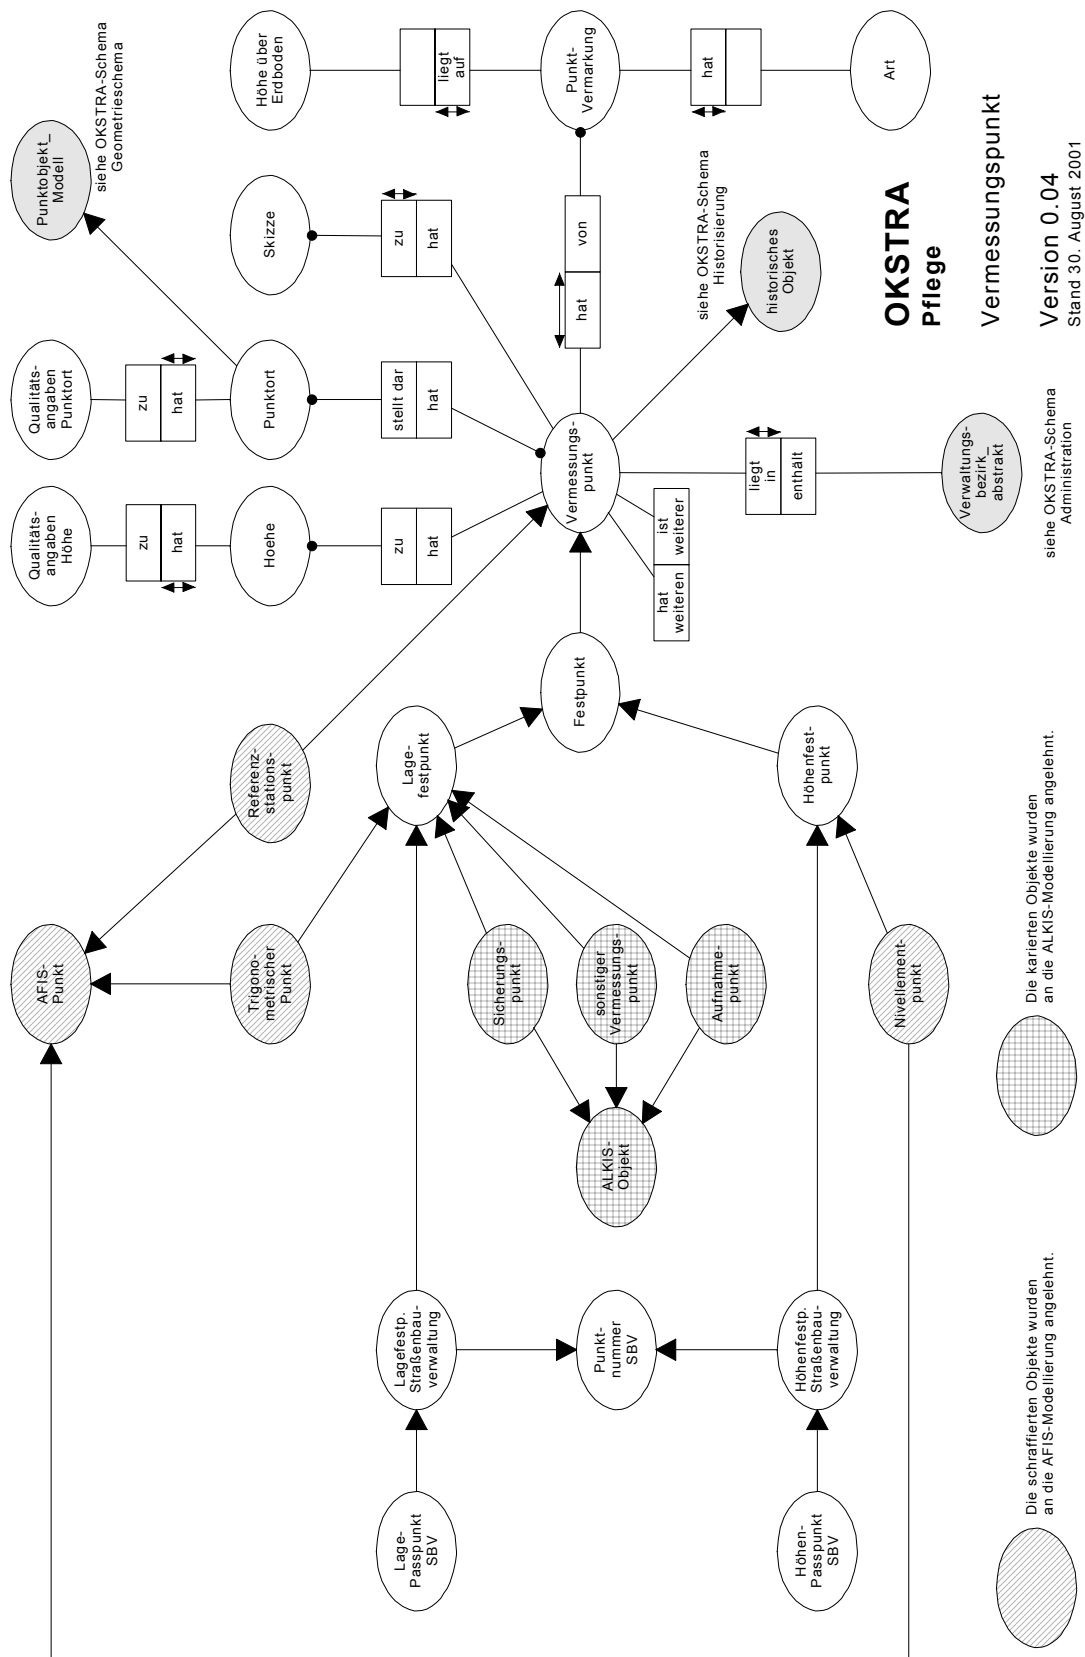 Höhe über
Erdboden
liegt
auf
Punkt-
Vermarkung
hat
Art
Punktobjekt_
Modell
siehe OKSTRA-Schema
Geometrieschema
Skizze
zu
hat
von
hat
siehe OKSTRA-Schema
Historisierung
historisches
Objekt
OKSTRA
Pflege
Vermessungspunkt
Version 0.04
Stand 30. August 2001
Qualitäts-
angaben
Punktort
zu
hat
Punktort
stellt dar
hat
Vermessungs-
punkt
liegt
in
enthält
Verwaltungs-
bezirk_
abstrakt
siehe OKSTRA-Schema
Administration
Qualitäts-
angaben
Höhe
zu
hat
Hoehe
zu
hat
ist
weiterer
hat
weiteren
Festpunkt
Referenz-
stations-
punkt
Lage-
festpunkt
Höhenfest-
punkt
AFIS-
Punkt
Trigono-
metrischer
Punkt
Sicherungs-
punkt
sonstiger
Vermessungs-
punkt
Aufnahme-
punkt
Nivellement-
punkt
ALKIS-
Objekt
Die karierten Objekte wurden
an die ALKIS-Modellierung angelehnt.
Lagefestp.
Straßenbau-
verwaltung
Punkt-
nummer
SBV
Höhenfestp.
Straßenbau-
verwaltung
Lage-
Passpunkt
SBV
Höhen-
Passpunkt
SBV
Die schraffierten Objekte wurden
an die AFIS-Modellierung angelehnt.